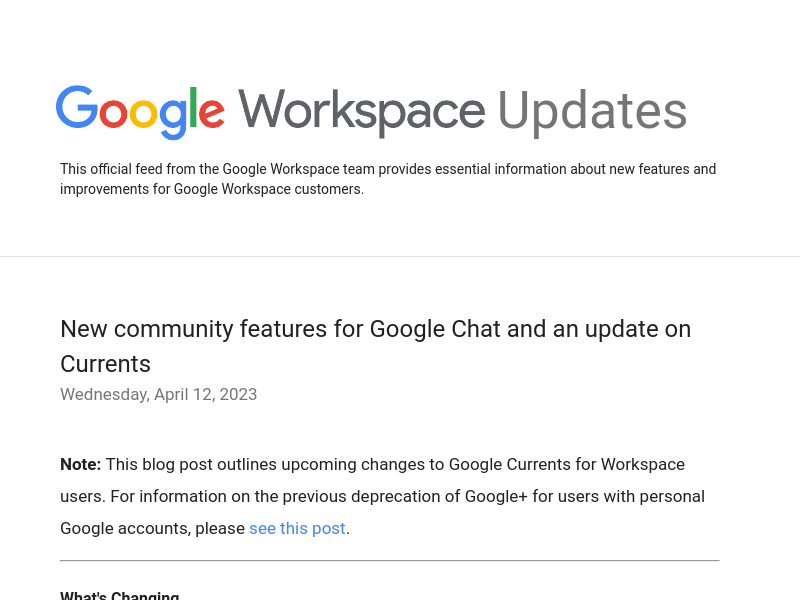 Google Workspace Updates
This official feed from the Google Workspace team provides essential information about new features and
improvements for Google Workspace customers.
New community features for Google Chat and an update on
Currents
Wednesday, April 12, 2023
Note: This blog post outlines upcoming changes to Google Currents for Workspace
users. For information on the previous deprecation of Google+ for users with personal
Google accounts, please see this post.
What's Changing